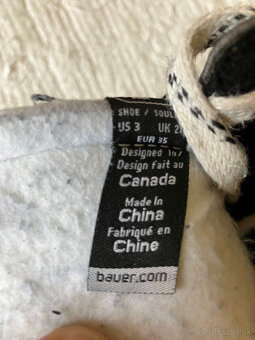 SHOE / SOUL
US 3 UK 2
EUR 35
Designed in /
Design fait au
Canada
Made in
China
Fabriqué en
Chine
bauer.com